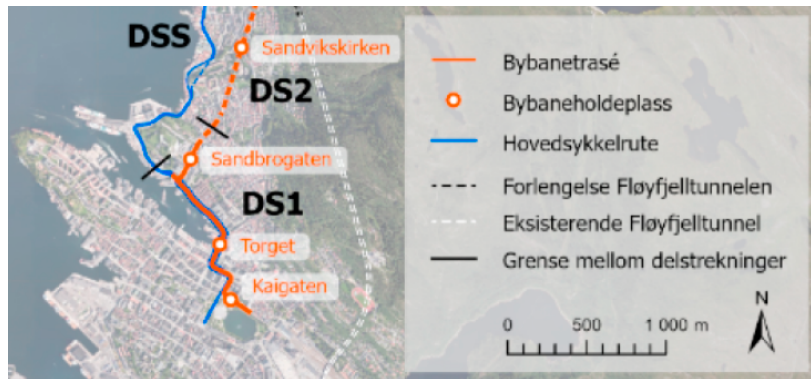 DSS
Sandvikskirken
DS2
Sandbrogaten
DS1
Torget
Kaigaten
Bybanetrasé
Bybaneholdeplass
Hovedsykkelrute
Forlengelse Fløyfjelltunnelen
Eksisterende Fløyfjelltunnel
Grense mellom delstrekninger
N
0 500 1 000 m